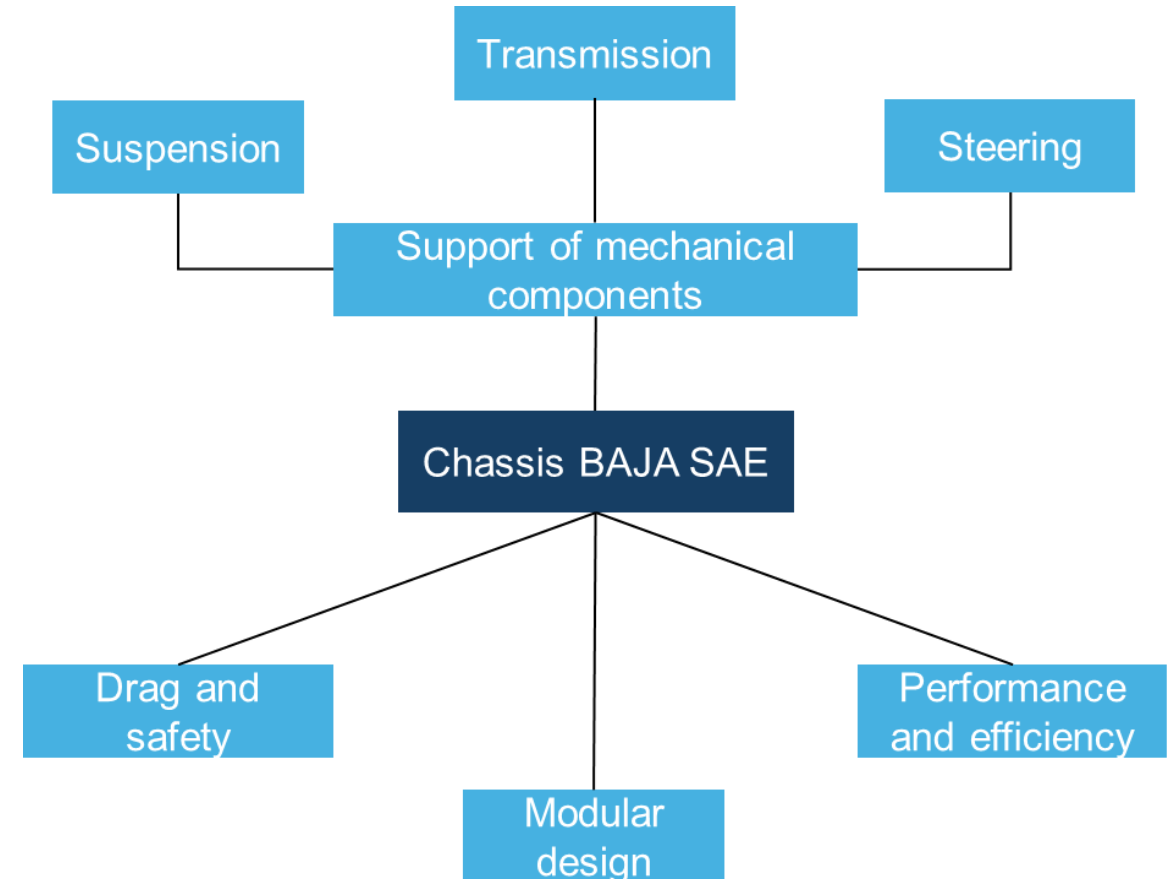 Transmission
Suspension
Steering
Support of mechanical
components
Chassis BAJA SAE
Drag and
safety
Performance
and efficiency
Modular
design